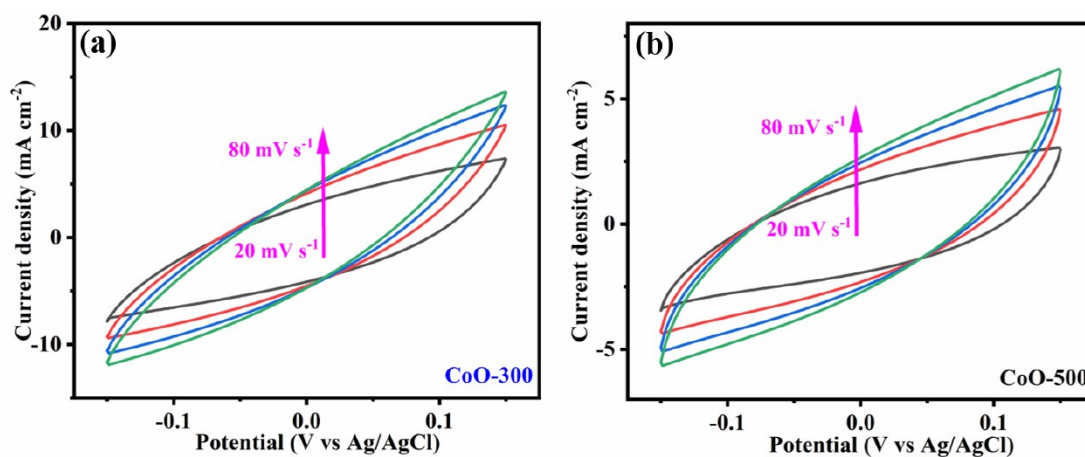 (a)
20
10
0
-10
Current density (mA cm⁻²)
80 mV s⁻¹
20 mV s⁻¹
CoO-300
-0.1
0.0
0.1
Potential (V vs Ag/AgCl)
(b)
5
0
-5
Current density (mA cm⁻²)
80 mV s⁻¹
20 mV s⁻¹
CoO-500
-0.1
0.0
0.1
Potential (V vs Ag/AgCl)